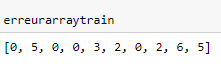 erreurarraytrain
[0, 5, 0, 0, 3, 2, 0, 2, 6, 5]